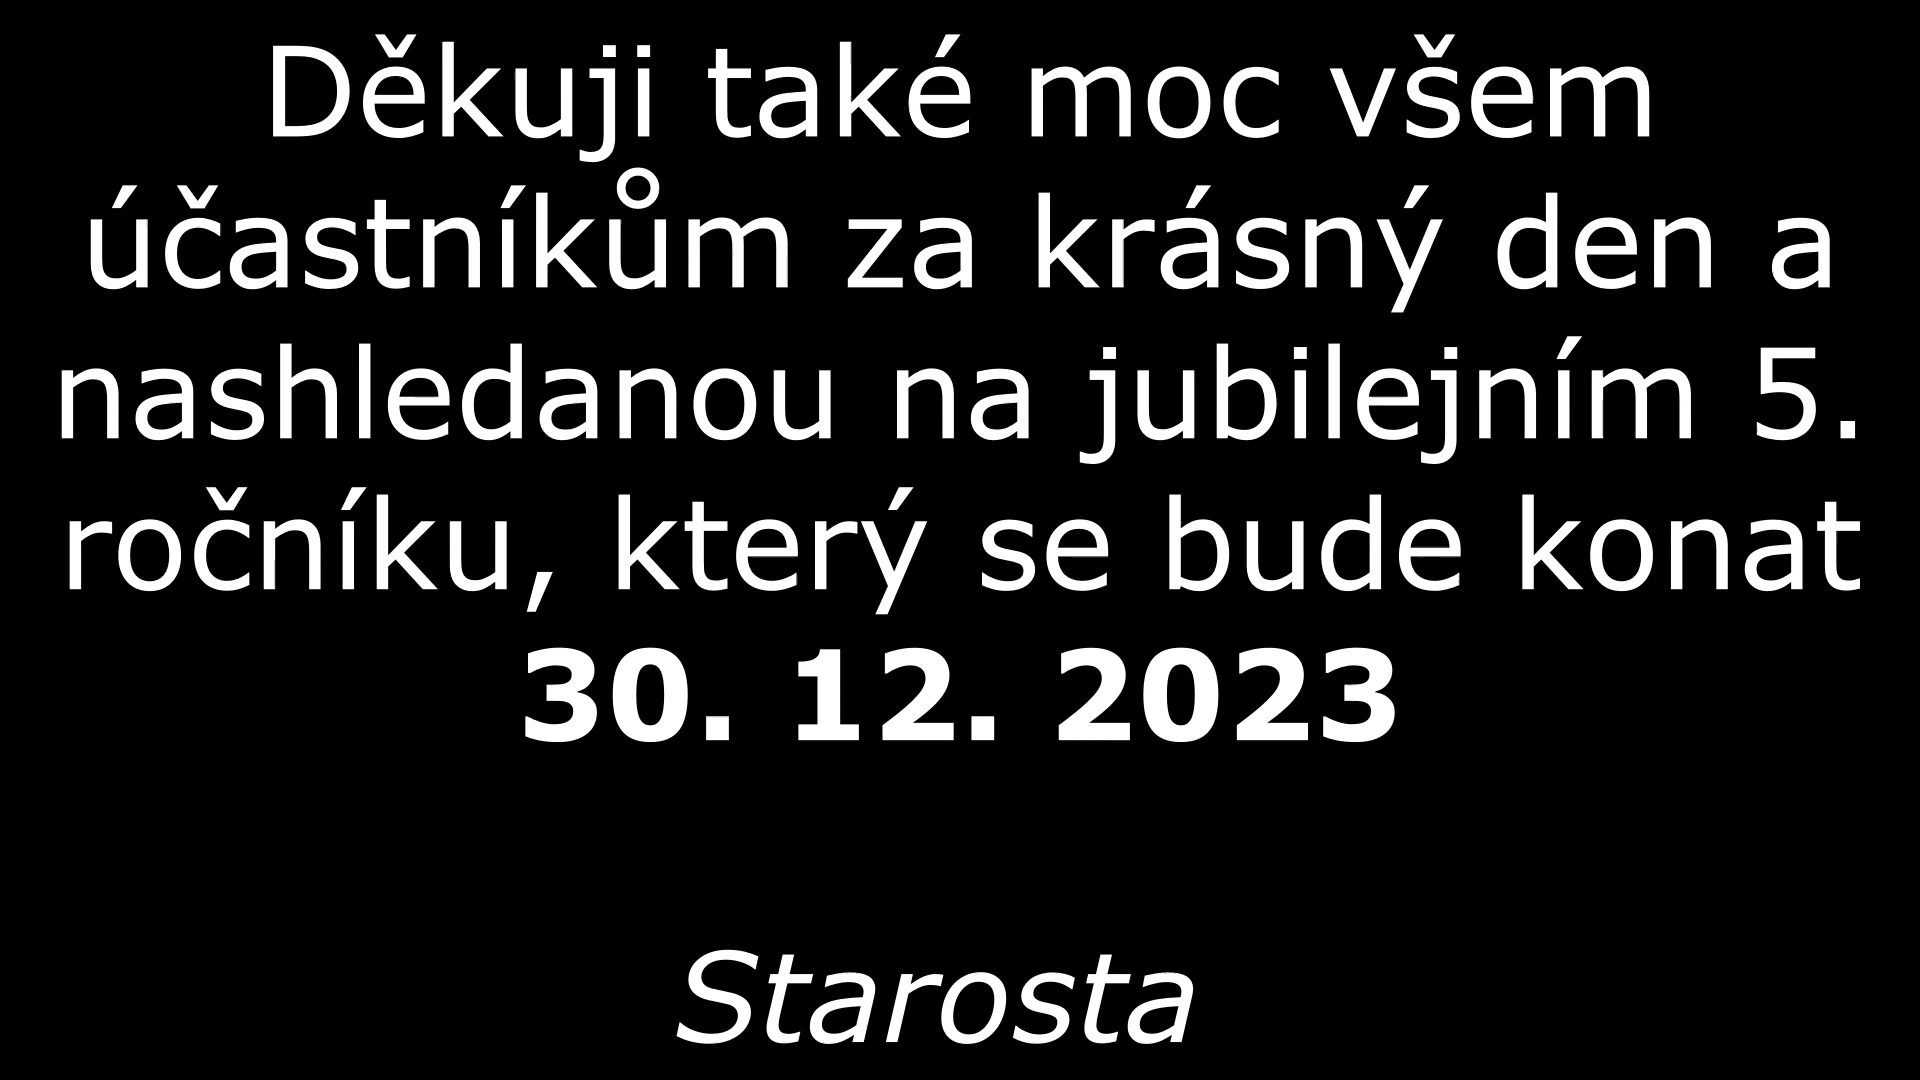 Děkuji také moc všem
účastníkům za krásný den a
nashledanou na jubilejním 5.
ročníku, který se bude konat
30. 12. 2023
Starosta